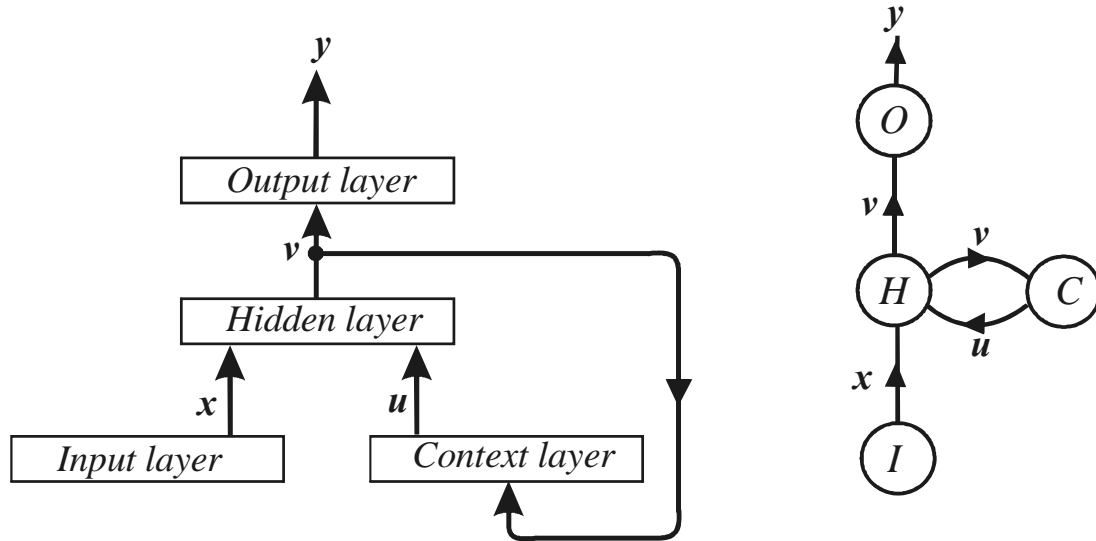 y
Output layer
v
Hidden layer
x
u
Input layer
Context layer
y
O
v
v
H
C
u
x
I